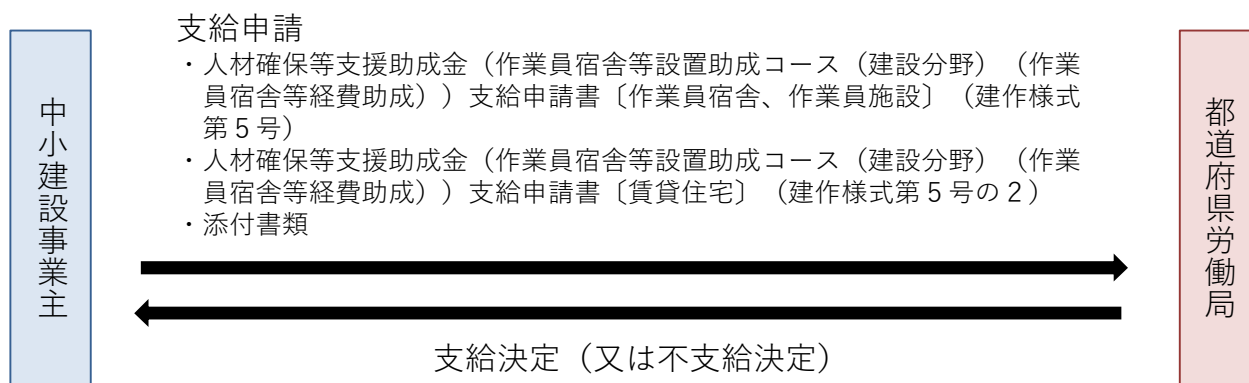 支給申請
・人材確保等支援助成金（作業員宿舎等設置助成コース（建設分野）（作業
員宿舎等経費助成））支給申請書〔作業員宿舎、作業員施設〕（建作様式
第５号）
・人材確保等支援助成金（作業員宿舎等設置助成コース（建設分野）（作業
員宿舎等経費助成））支給申請書〔賃貸住宅〕（建作様式第５号の２）
・添付書類
中小建設事業主
都道府県労働局
支給決定（又は不支給決定）